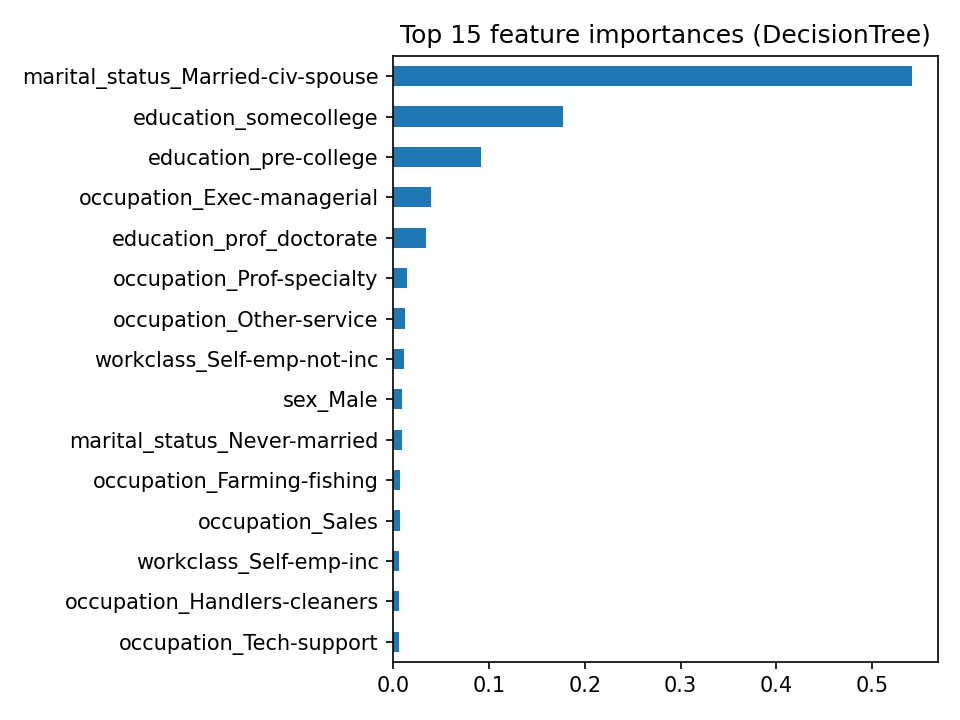 Top 15 feature importances (DecisionTree)
marital_status_Married-civ-spouse
education_somecollege
education_pre-college
occupation_Exec-managerial
education_prof_doctorate
occupation_Prof-specialty
occupation_Other-service
workclass_Self-emp-not-inc
sex_Male
marital_status_Never-married
occupation_Farming-fishing
occupation_Sales
workclass_Self-emp-inc
occupation_Handlers-cleaners
occupation_Tech-support
0.0 0.1 0.2 0.3 0.4 0.5